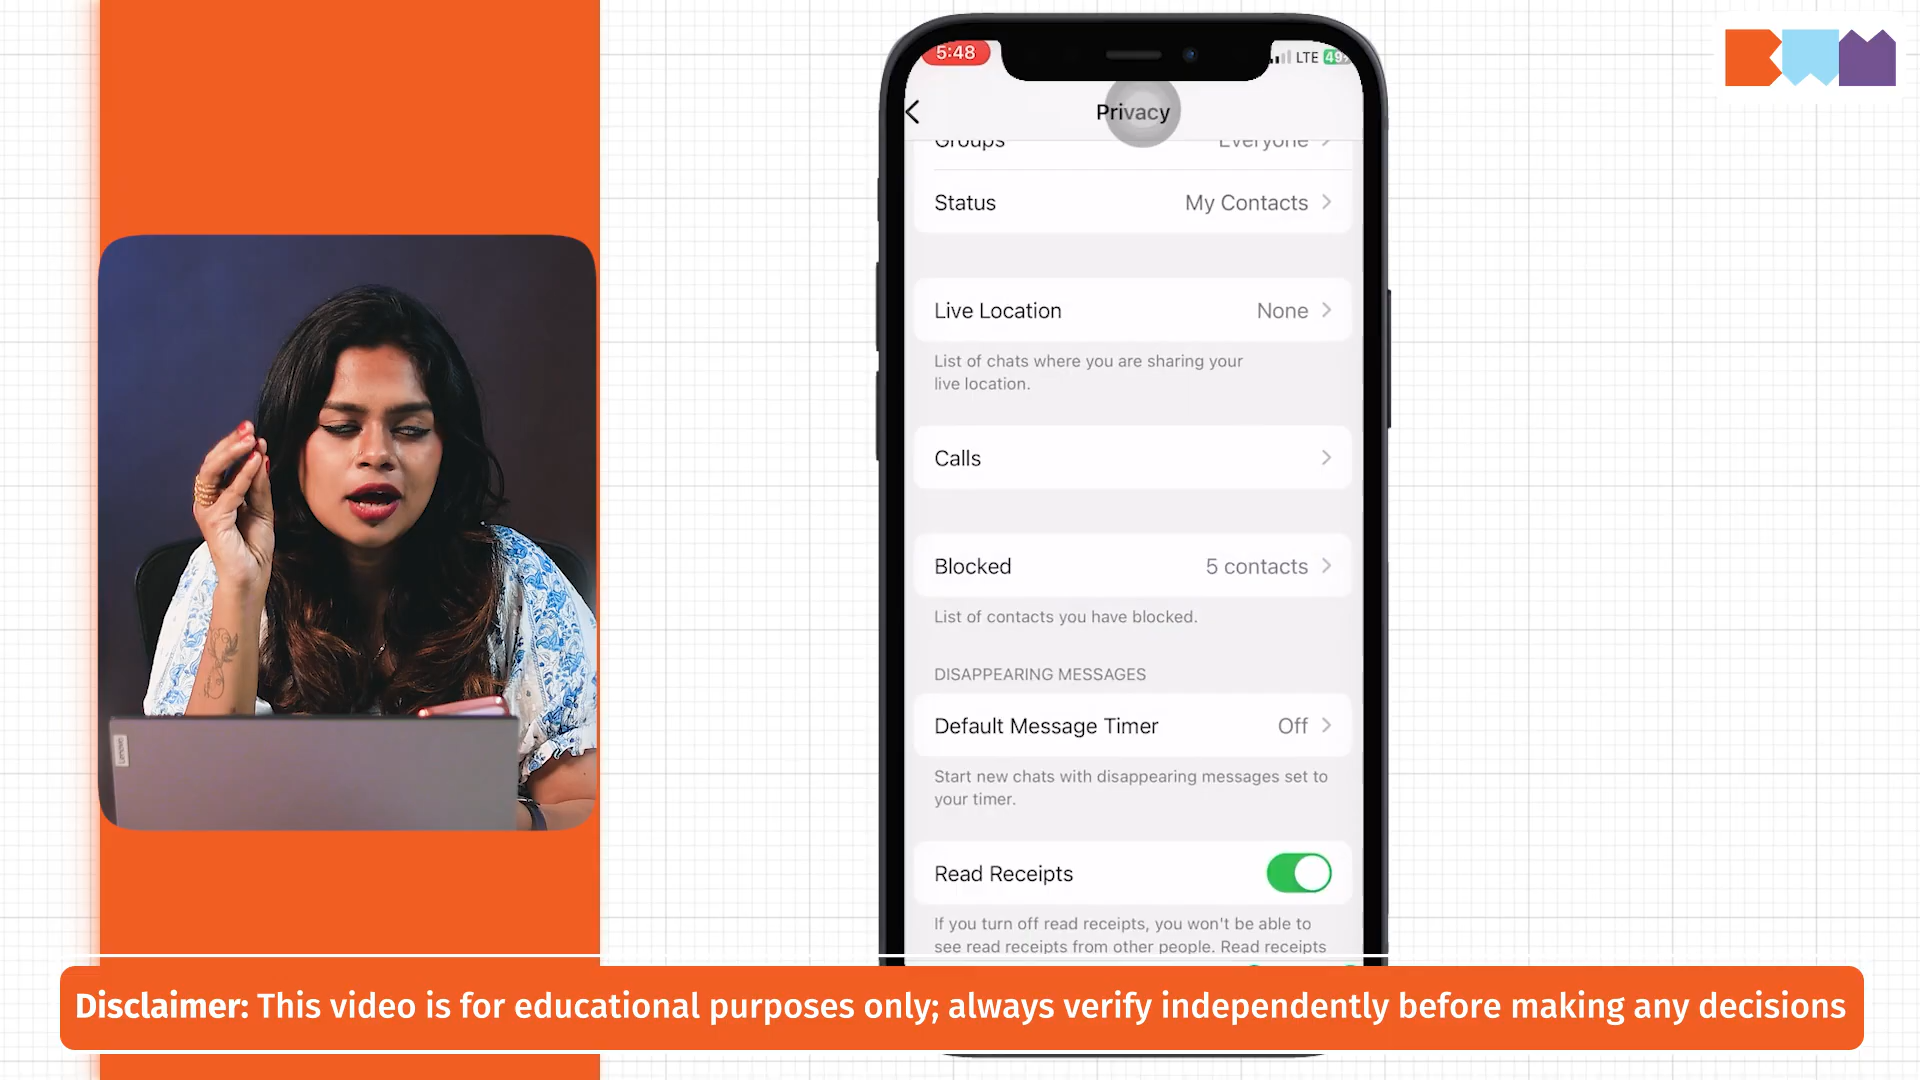 5:48
LTE 49
Privacy
Groups Everyone
Status My Contacts
Live Location None
List of chats where you are sharing your
live location.
Calls
Blocked 5 contacts
List of contacts you have blocked.
DISAPPEARING MESSAGES
Default Message Timer Off
Start new chats with disappearing messages set to
your timer.
Read Receipts
If you turn off read receipts, you won't be able to
see read receipts from other people. Read receipts
Lenovo
Disclaimer: This video is for educational purposes only; always verify independently before making any decisions